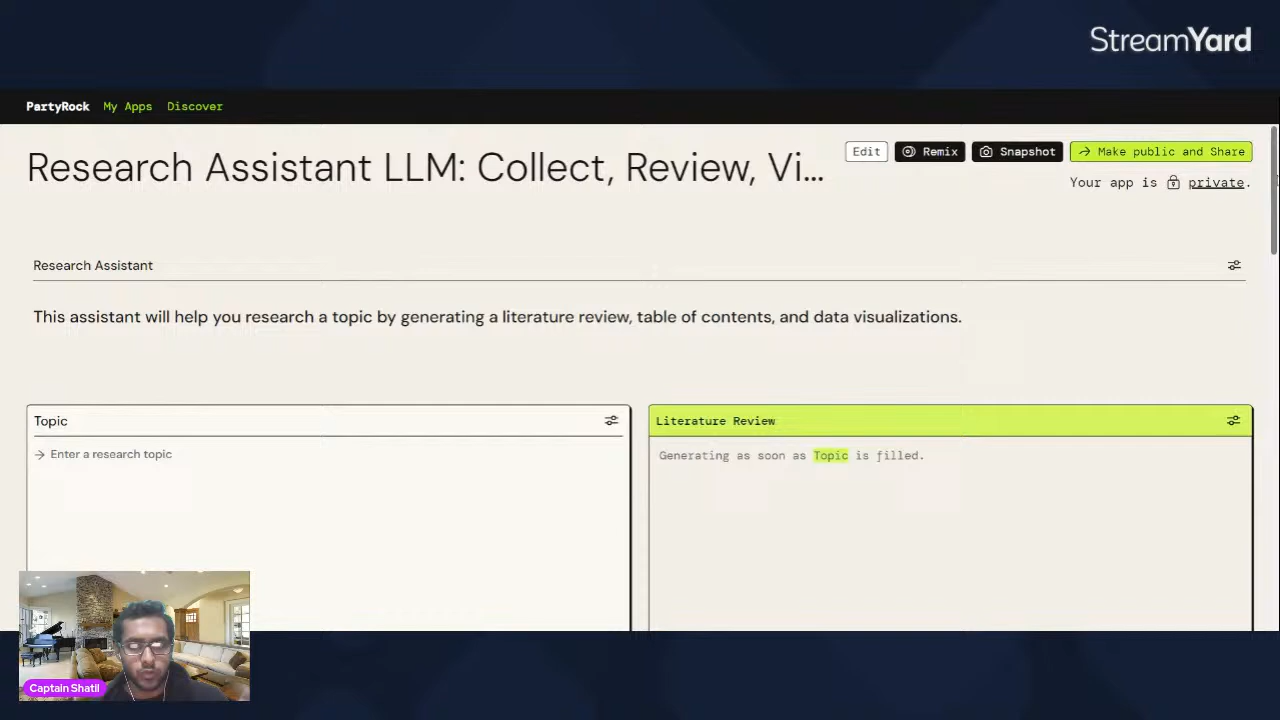 StreamYard
PartyRock My Apps Discover
Research Assistant LLM: Collect, Review, Vi...
Edit Remix Snapshot → Make public and Share
Your app is private.
Research Assistant
This assistant will help you research a topic by generating a literature review, table of contents, and data visualizations.
Topic
→ Enter a research topic
Literature Review
Generating as soon as Topic is filled.
Captain Shatil